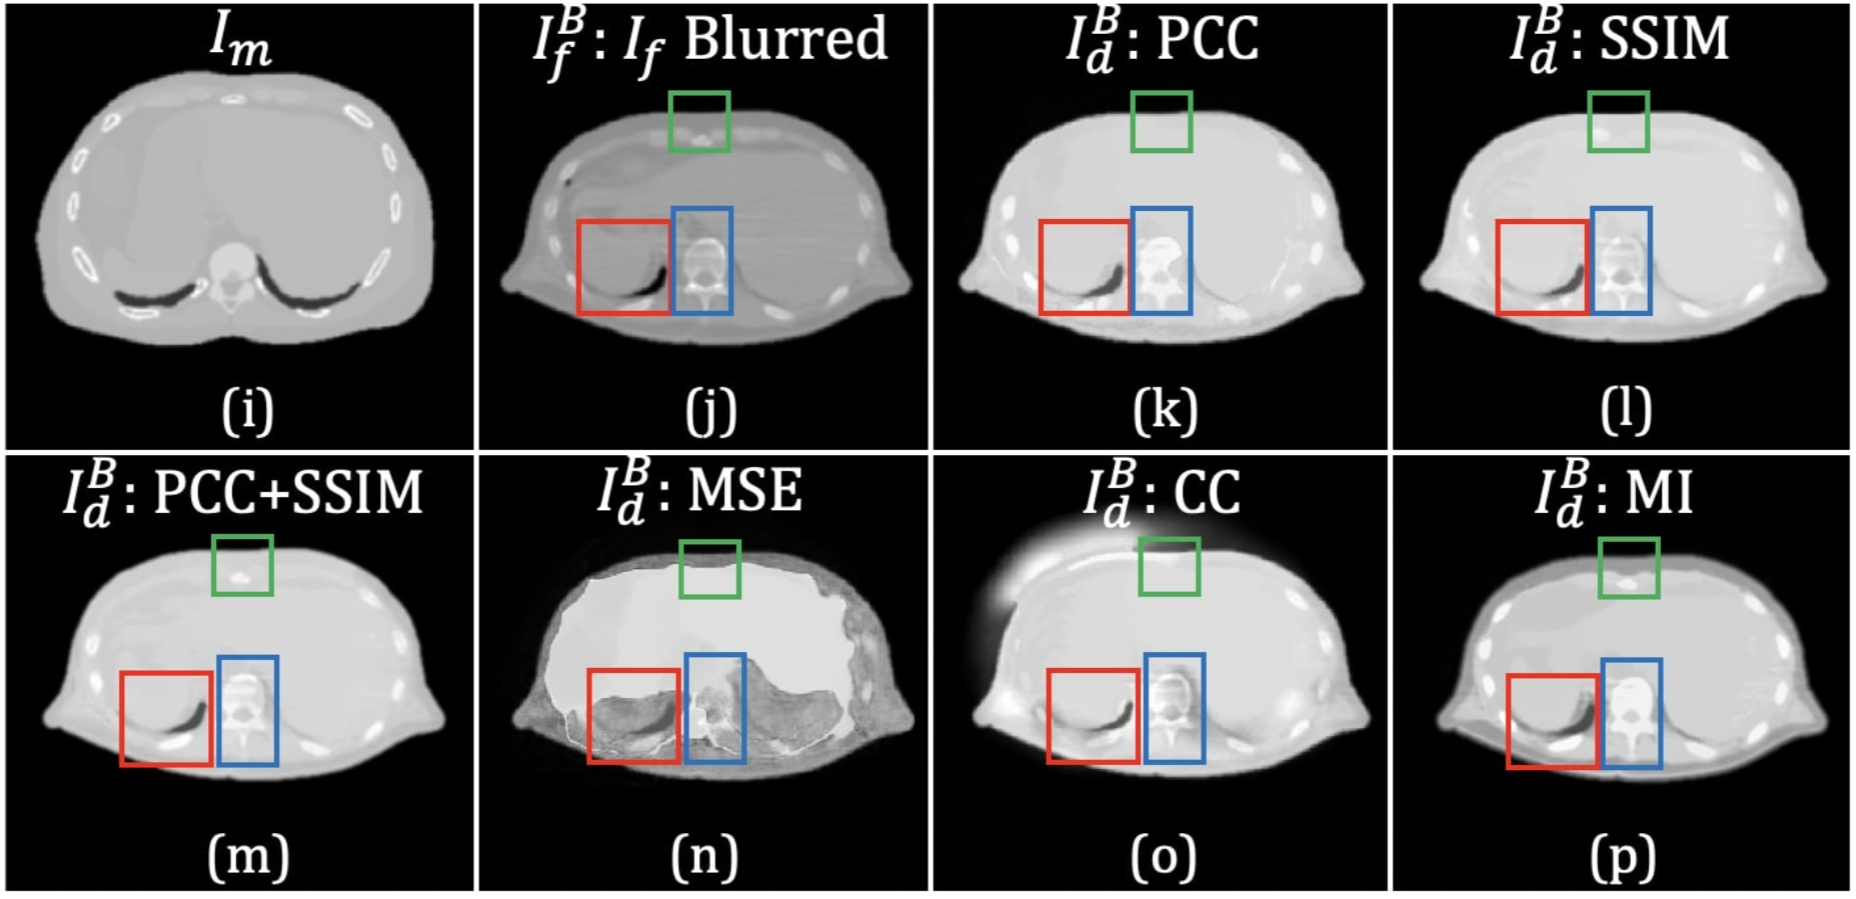 I_m
I_f^B: I_f Blurred
I_d^B: PCC
I_d^B: SSIM
(i)
(j)
(k)
(l)
I_d^B: PCC+SSIM
I_d^B: MSE
I_d^B: CC
I_d^B: MI
(m)
(n)
(o)
(p)